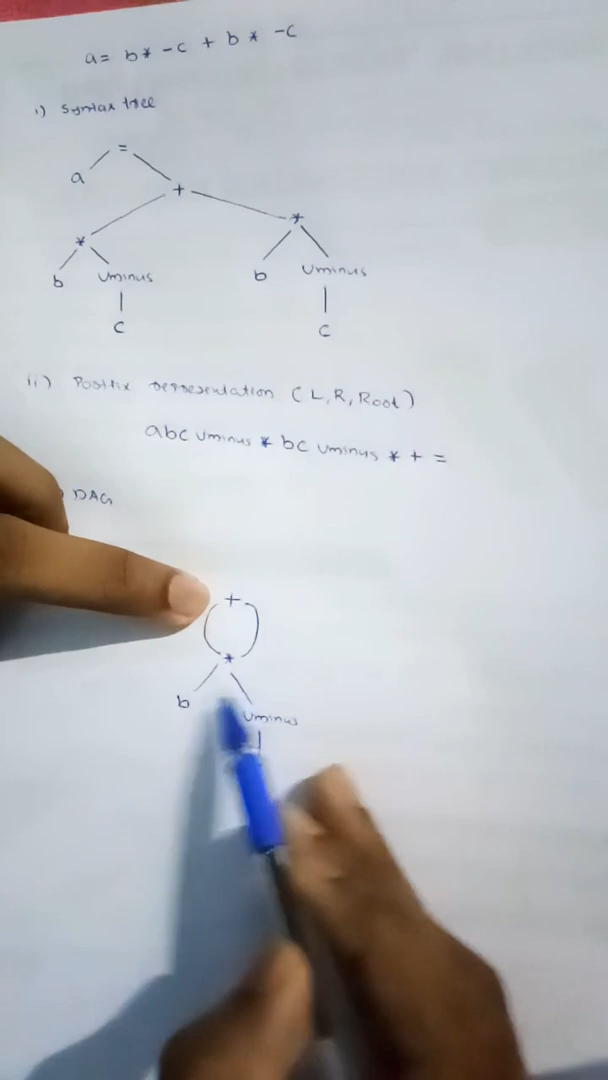 a= b* -c + b * -c
i) Syntax tree
=
a
+
*
*
b
Uminus
b
Uminus
c
c
ii) Postfix representation (L,R,Root)
abc uminus * bc uminus * + =
) DAG
+
*
b
Uminus